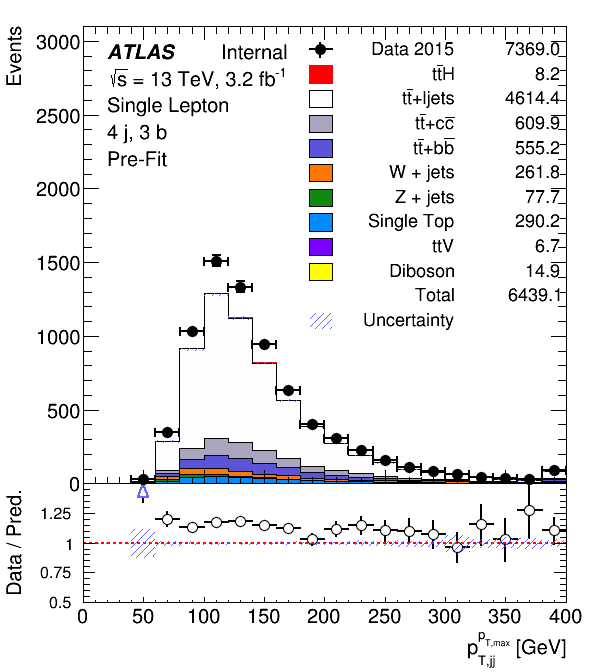 Events
3000
2500
2000
1500
1000
500
0
ATLAS Internal
√s = 13 TeV, 3.2 fb⁻¹
Single Lepton
4 j, 3 b
Pre-Fit
Data 2015 7369.0
tt̄H 8.2
tt̄+ljets 4614.4
tt̄+cc̄ 609.9
tt̄+bb̄ 555.2
W + jets 261.8
Z + jets 77.7
Single Top 290.2
ttV 6.7
Diboson 14.9
Total 6439.1
Uncertainty
Data / Pred.
1.25
1
0.75
0.5
0 50 100 150 200 250 300 350 400
p_{T,jj}^{p_{T,max}} [GeV]